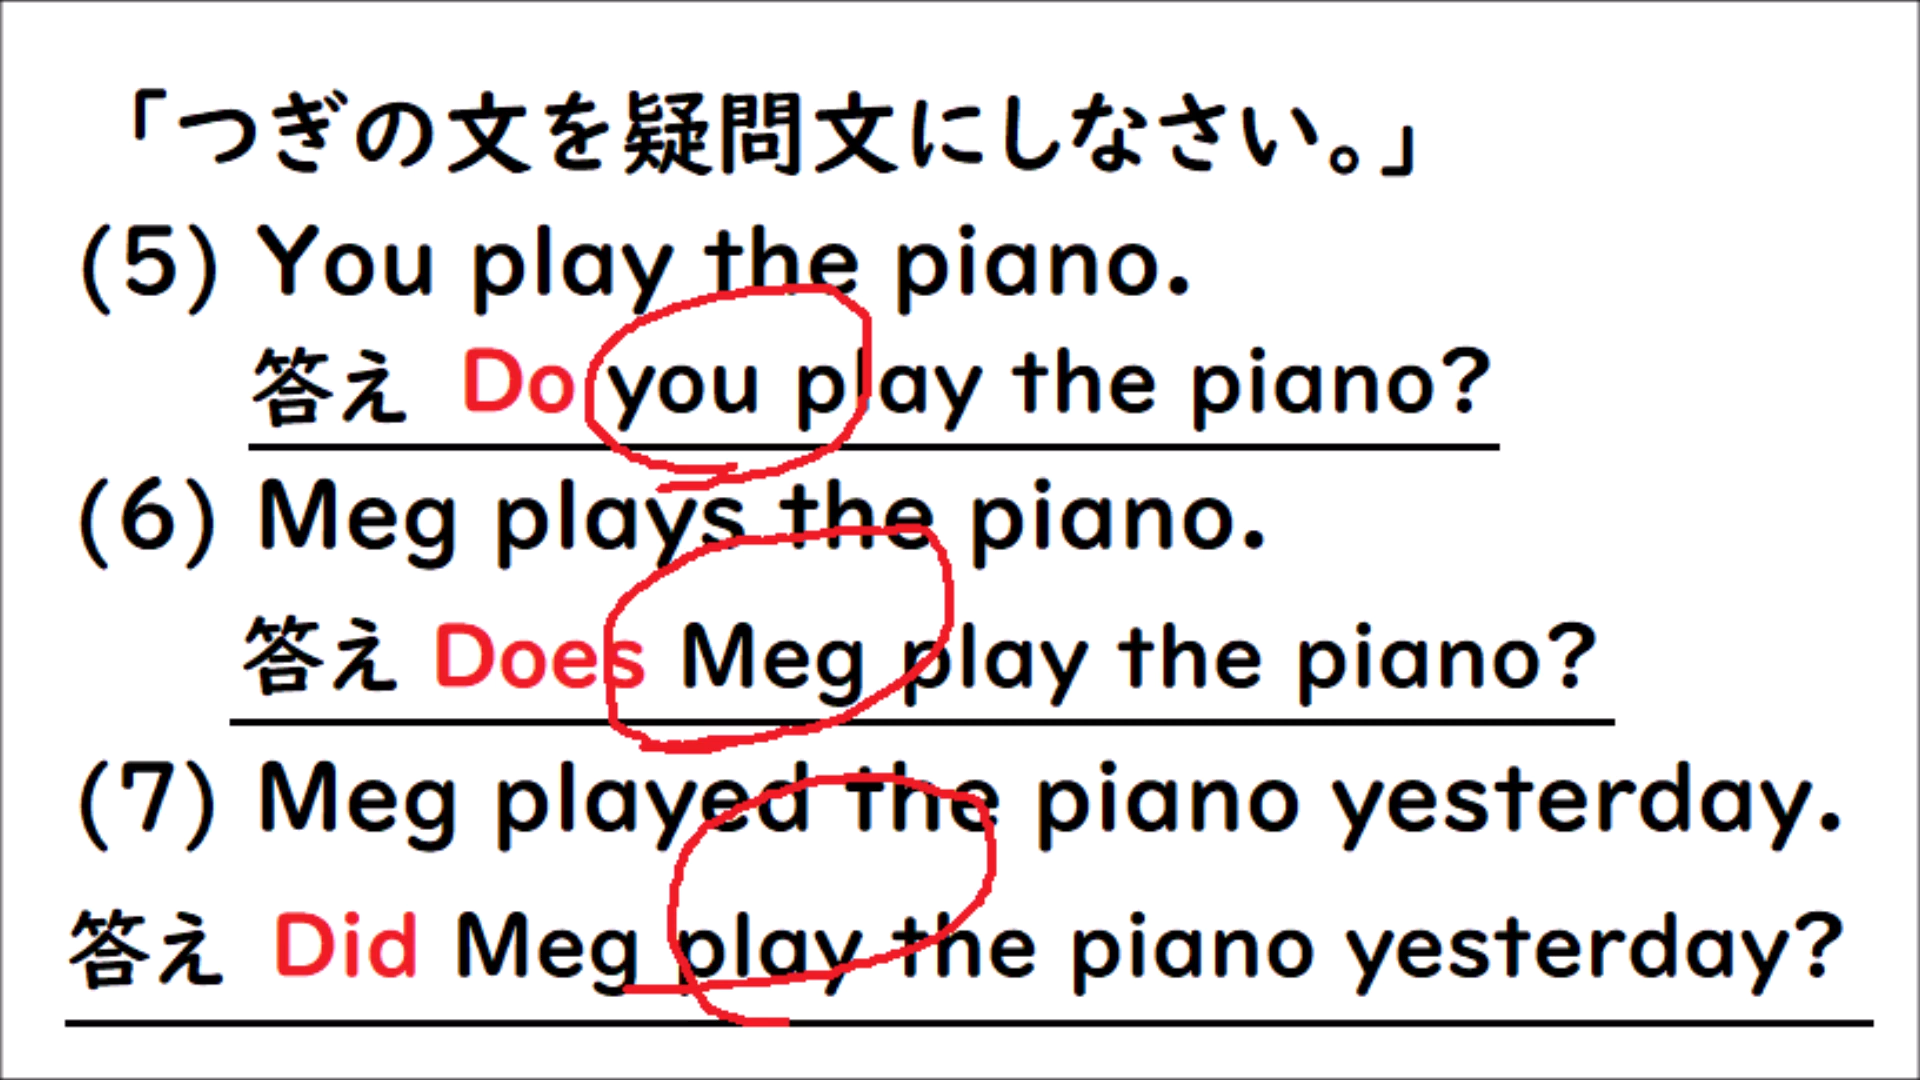 「つぎの文を疑問文にしなさい。」
(5) You play the piano.
答え Do you play the piano?
(6) Meg plays the piano.
答え Does Meg play the piano?
(7) Meg played the piano yesterday.
答え Did Meg play the piano yesterday?